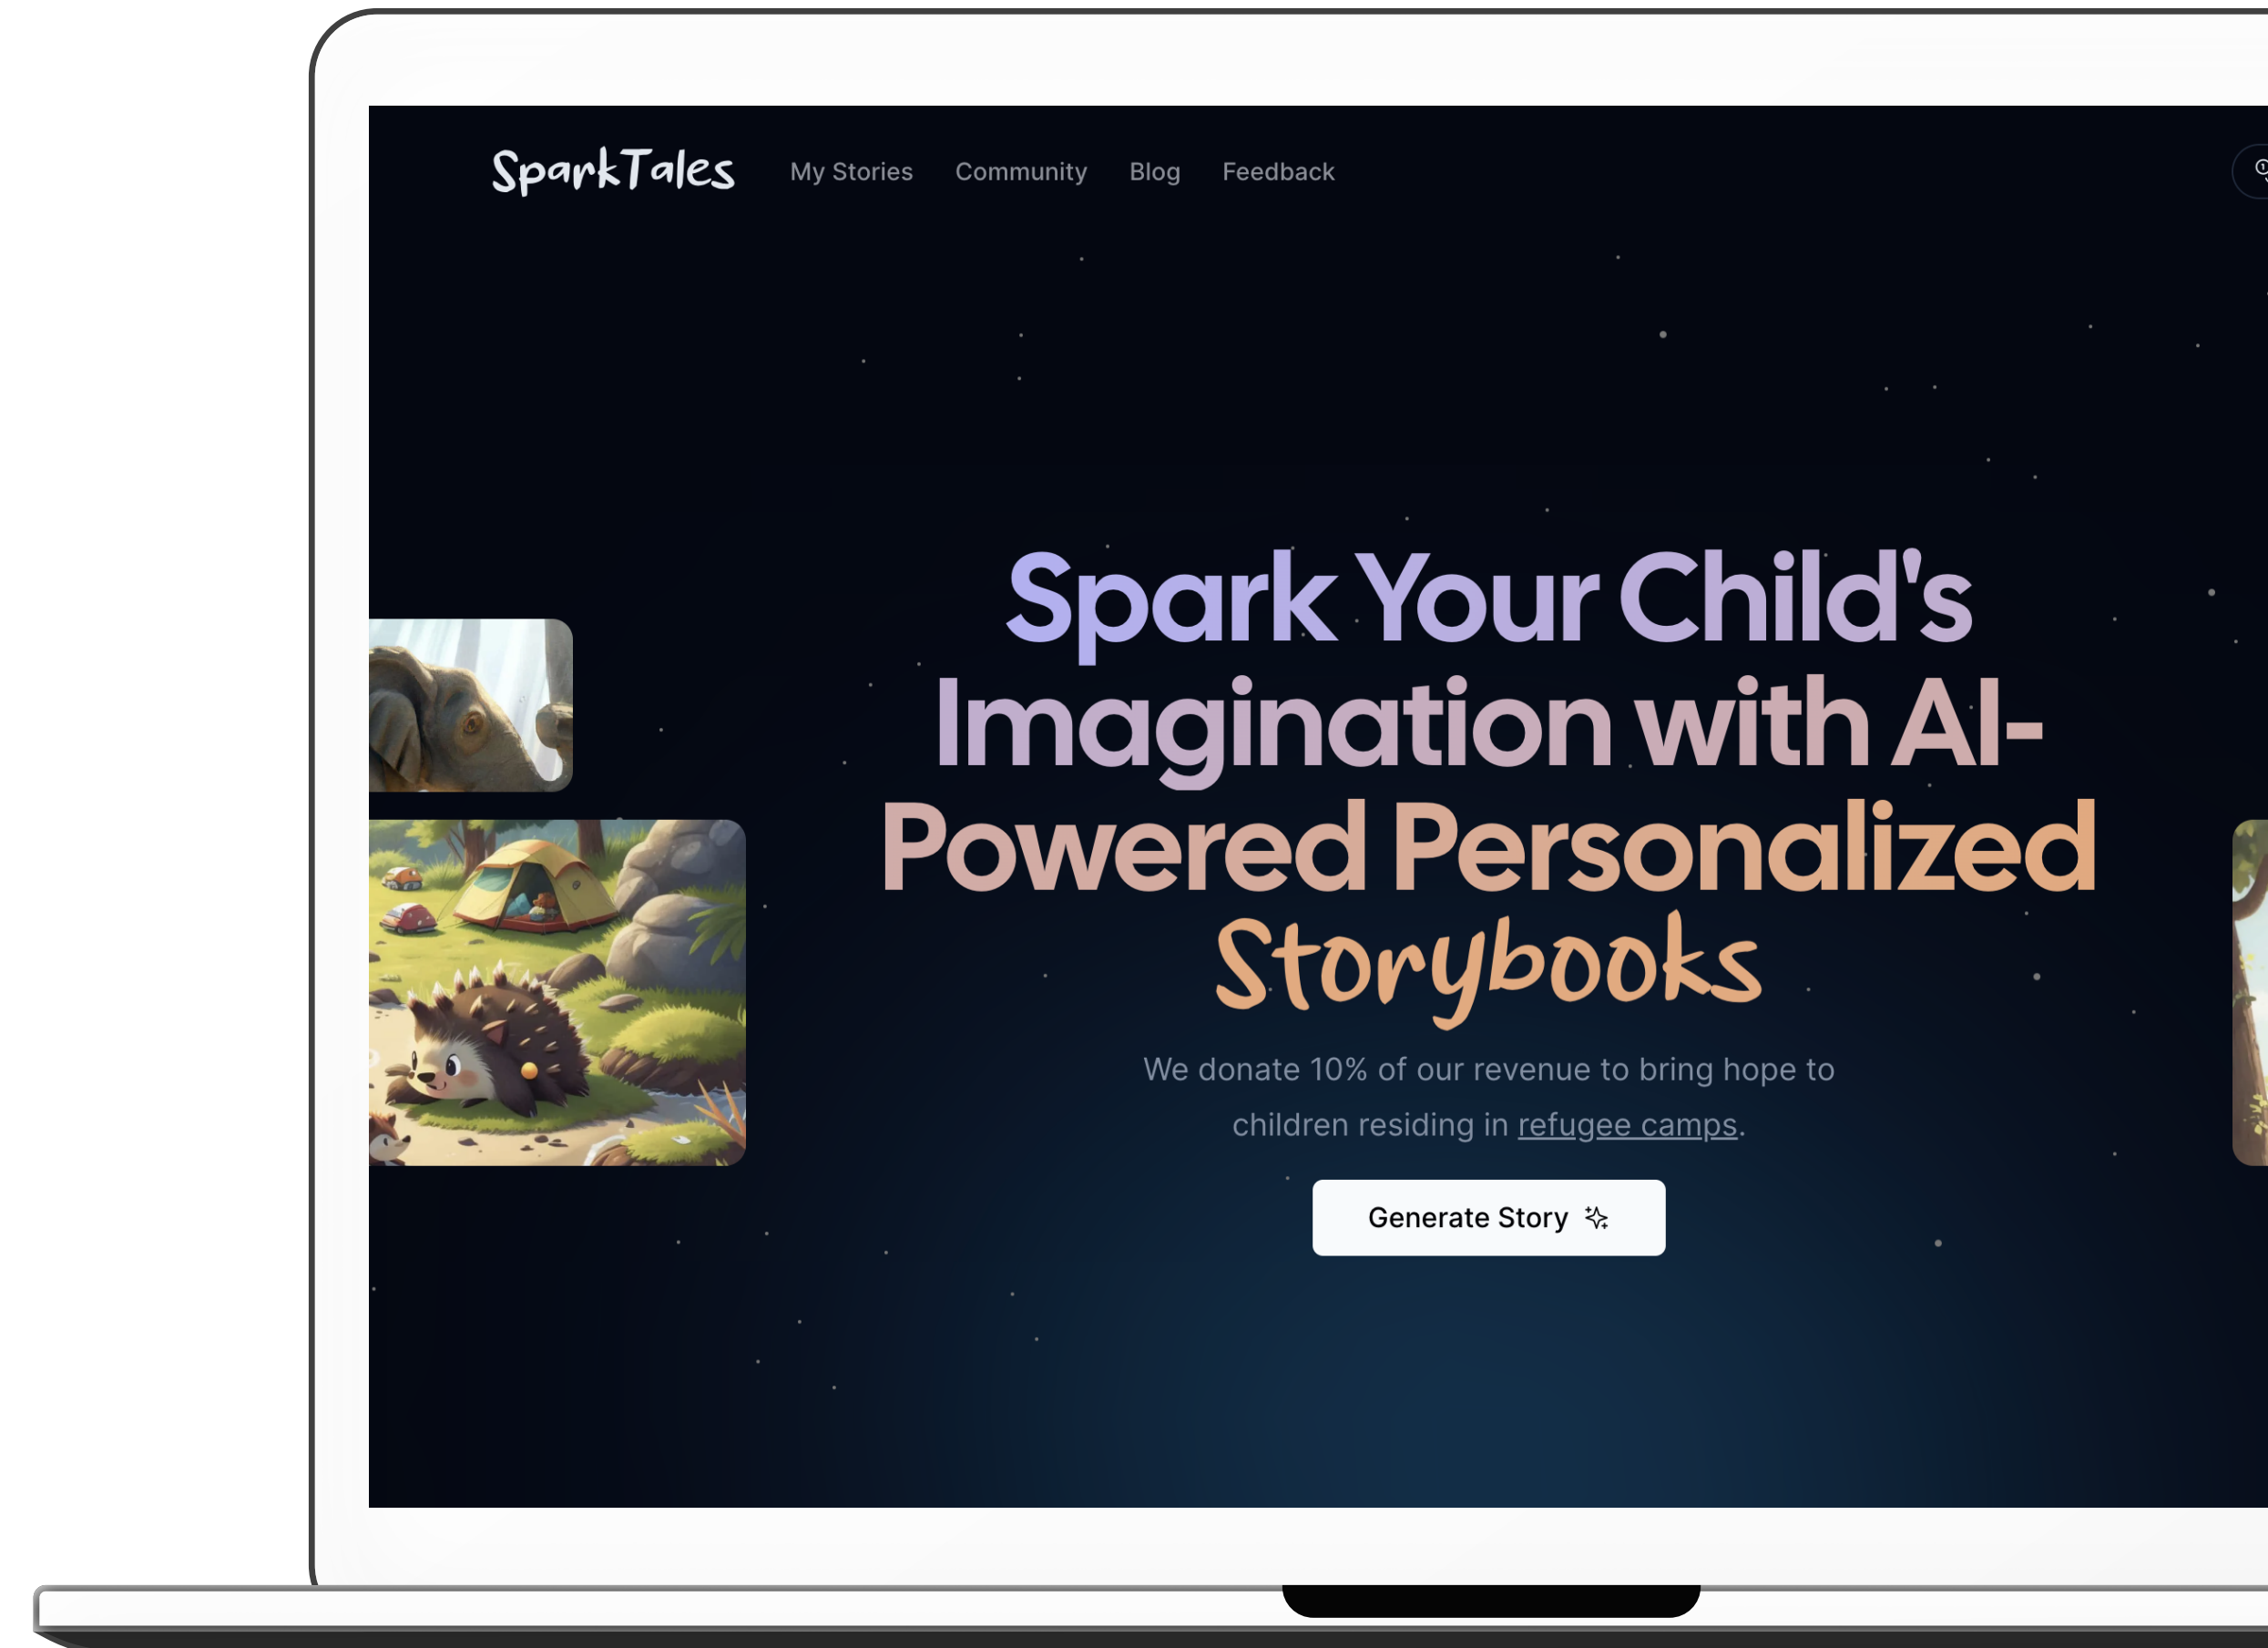 SparkTales
My Stories
Community
Blog
Feedback
Spark Your Child's
Imagination with AI-
Powered Personalized
Storybooks
We donate 10% of our revenue to bring hope to
children residing in refugee camps.
Generate Story